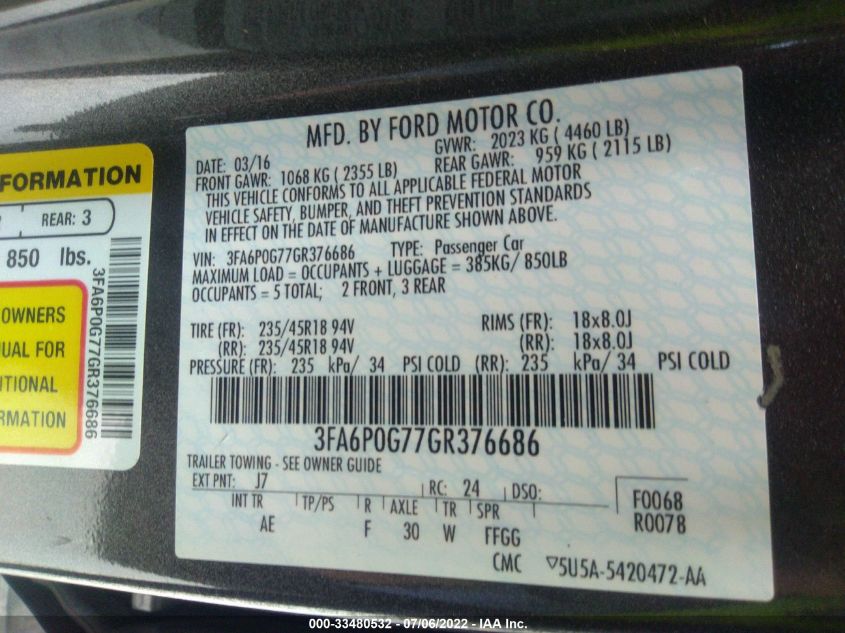 FORMATION
REAR: 3
850 lbs.
OWNERS
UAL FOR
TIONAL
RMATION
3FA6P0G77GR376686
MFD. BY FORD MOTOR CO.
DATE: 03/16 GVWR: 2023 KG ( 4460 LB)
FRONT GAWR: 1068 KG ( 2355 LB) REAR GAWR: 959 KG ( 2115 LB)
THIS VEHICLE CONFORMS TO ALL APPLICABLE FEDERAL MOTOR
VEHICLE SAFETY, BUMPER, AND THEFT PREVENTION STANDARDS
IN EFFECT ON THE DATE OF MANUFACTURE SHOWN ABOVE.
VIN: 3FA6P0G77GR376686 TYPE: Passenger Car
MAXIMUM LOAD = OCCUPANTS + LUGGAGE = 385KG/ 850LB
OCCUPANTS = 5 TOTAL; 2 FRONT, 3 REAR
TIRE (FR): 235/45R18 94V RIMS (FR): 18x8.0J
(RR): 235/45R18 94V (RR): 18x8.0J
PRESSURE (FR): 235 kPa/ 34 PSI COLD (RR): 235 kPa/ 34 PSI COLD
3FA6P0G77GR376686
TRAILER TOWING - SEE OWNER GUIDE
EXT PNT: J7 RC: 24 DSO: F0068
INT TR TP/PS R AXLE TR SPR R0078
AE F 30 W FFGG
CMC ▽5U5A-5420472-AA
000-33480532 - 07/06/2022 - IAA Inc.